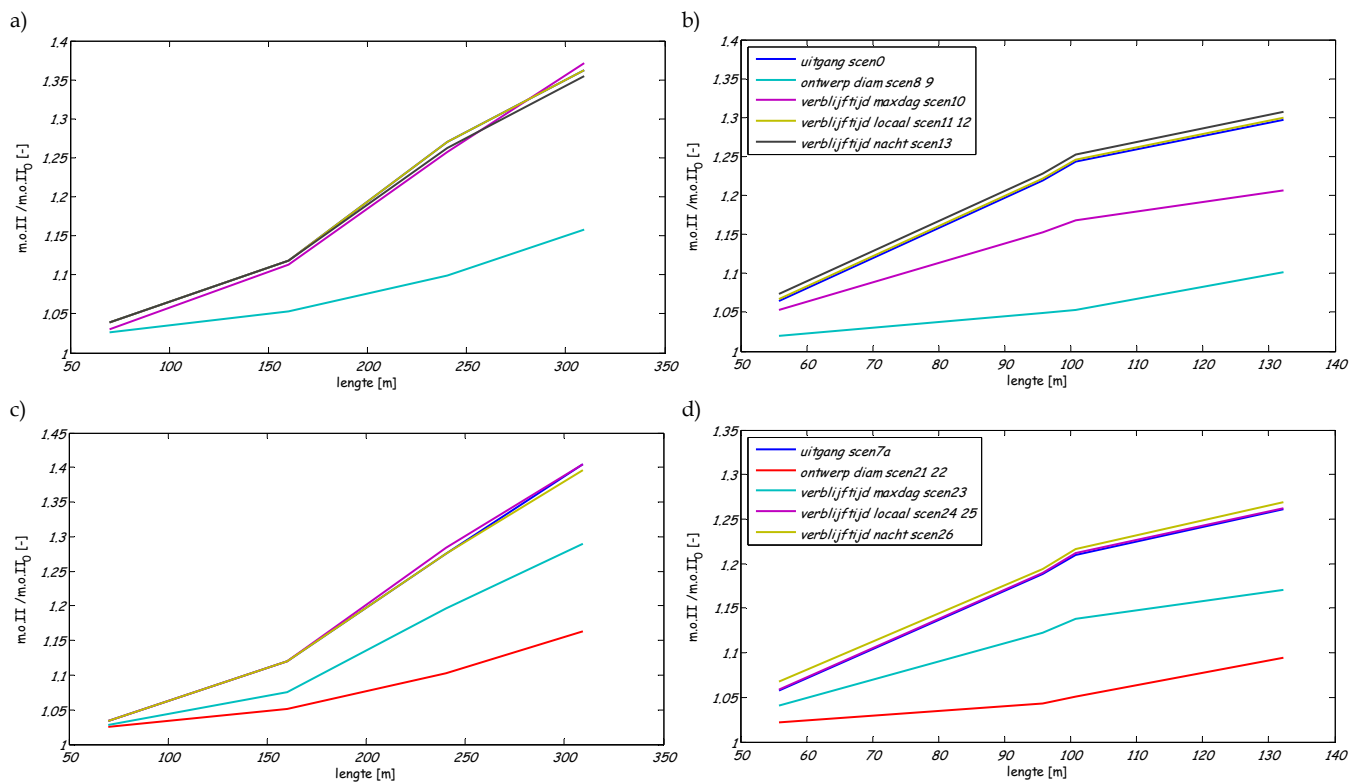 a)
1.4
1.35
1.3
1.25
1.2
1.15
1.1
1.05
1
m.o.II /m.o.II0 [-]
50 100 150 200 250 300 350
lengte [m]
b)
1.4
1.35
1.3
1.25
1.2
1.15
1.1
1.05
1
m.o.II /m.o.II0 [-]
uitgang scen0
ontwerp diam scen8 9
verblijftijd maxdag scen10
verblijftijd locaal scen11 12
verblijftijd nacht scen13
50 60 70 80 90 100 110 120 130 140
lengte [m]
c)
1.45
1.4
1.35
1.3
1.25
1.2
1.15
1.1
1.05
1
m.o.II /m.o.II0 [-]
50 100 150 200 250 300 350
lengte [m]
d)
1.35
1.3
1.25
1.2
1.15
1.1
1.05
1
m.o.II /m.o.II0 [-]
uitgang scen7a
ontwerp diam scen21 22
verblijftijd maxdag scen23
verblijftijd locaal scen24 25
verblijftijd nacht scen26
50 60 70 80 90 100 110 120 130 140
lengte [m]